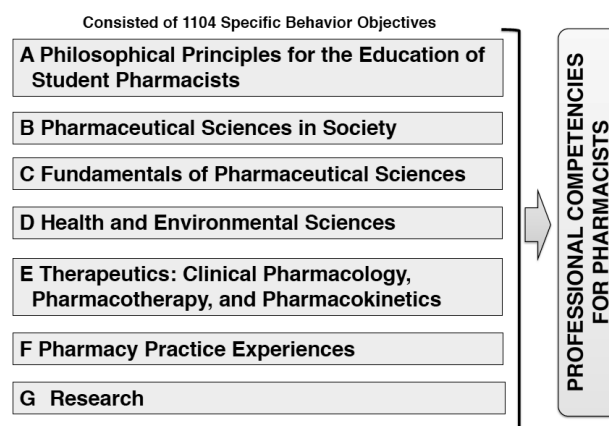 Consisted of 1104 Specific Behavior Objectives
A Philosophical Principles for the Education of
Student Pharmacists
B Pharmaceutical Sciences in Society
C Fundamentals of Pharmaceutical Sciences
D Health and Environmental Sciences
E Therapeutics: Clinical Pharmacology,
Pharmacotherapy, and Pharmacokinetics
F Pharmacy Practice Experiences
G Research
PROFESSIONAL COMPETENCIES
FOR PHARMACISTS